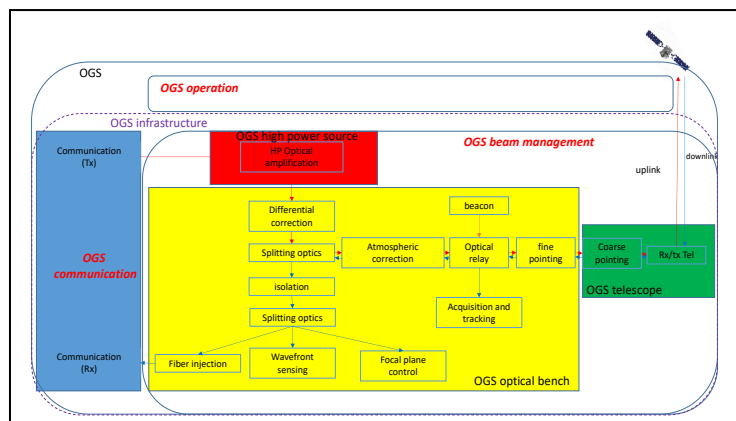 OGS
OGS operation
OGS infrastructure
OGS high power source
OGS beam management
Communication
(Tx)
HP Optical
amplification
downlink
uplink
Differential
correction
beacon
Splitting optics
Atmospheric
correction
Optical
relay
fine
pointing
Coarse
pointing
Rx/tx Tel
OGS
communication
isolation
OGS telescope
Splitting optics
Acquisition and
tracking
Communication
(Rx)
Fiber injection
Wavefront
sensing
Focal plane
control
OGS optical bench